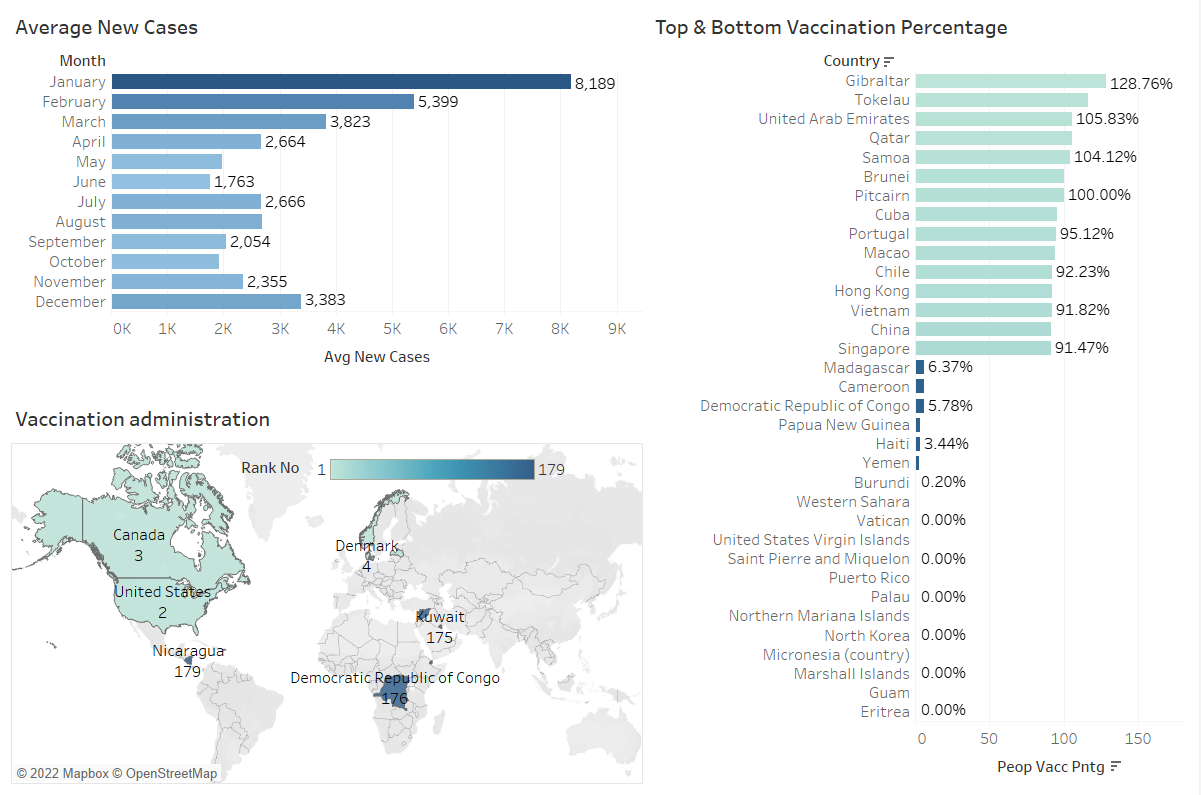 Average New Cases
Month
January 8,189
February 5,399
March 3,823
April 2,664
May
June 1,763
July 2,666
August
September 2,054
October
November 2,355
December 3,383
0K 1K 2K 3K 4K 5K 6K 7K 8K 9K
Avg New Cases
Vaccination administration
Rank No 1 179
Canada
3
Denmark
4
United States
2
Kuwait
175
Nicaragua
179
Democratic Republic of Congo
176
© 2022 Mapbox © OpenStreetMap
Top & Bottom Vaccination Percentage
Country
Gibraltar 128.76%
Tokelau
United Arab Emirates 105.83%
Qatar
Samoa 104.12%
Brunei
Pitcairn 100.00%
Cuba
Portugal 95.12%
Macao
Chile 92.23%
Hong Kong
Vietnam 91.82%
China
Singapore 91.47%
Madagascar 6.37%
Cameroon
Democratic Republic of Congo 5.78%
Papua New Guinea
Haiti 3.44%
Yemen
Burundi 0.20%
Western Sahara
Vatican 0.00%
United States Virgin Islands
Saint Pierre and Miquelon 0.00%
Puerto Rico
Palau 0.00%
Northern Mariana Islands
North Korea 0.00%
Micronesia (country)
Marshall Islands 0.00%
Guam
Eritrea 0.00%
0 50 100 150
Peop Vacc Pntg